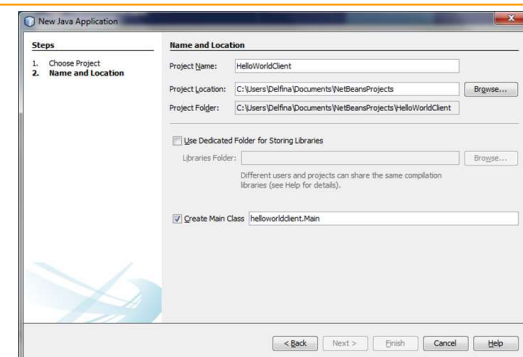 New Java Application
Steps
1. Choose Project
2. Name and Location
Name and Location
Project Name: HelloWorldClient
Project Location: C:\Users\Delfina\Documents\NetBeansProjects Browse...
Project Folder: C:\Users\Delfina\Documents\NetBeansProjects\HelloWorldClient
Use Dedicated Folder for Storing Libraries
Libraries Folder: Browse...
Different users and projects can share the same compilation
libraries (see Help for details).
Create Main Class helloworldclient.Main
< Back Next > Finish Cancel Help